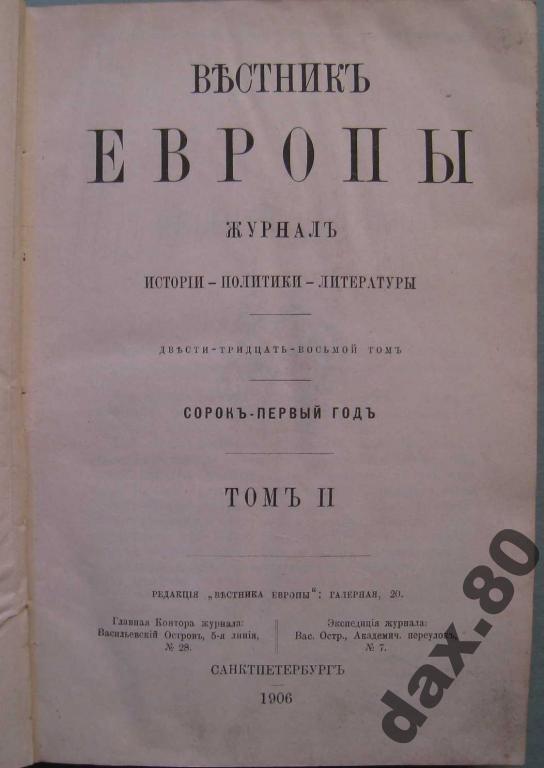 ВѢСТНИКЪ
ЕВРОПЫ
ЖУРНАЛЪ
ИСТОРІИ – ПОЛИТИКИ – ЛИТЕРАТУРЫ
ДВѢСТИ-ТРИДЦАТЬ-ВОСЬМОЙ ТОМЪ
СОРОКЪ-ПЕРВЫЙ ГОДЪ
ТОМЪ II
РЕДАКЦІЯ „ВѢСТНИКА ЕВРОПЫ“: ГАЛЕРНАЯ, 20.
Главная Контора журнала:
Васильевскій Островъ, 5-я линія,
№ 28.
Экспедиція журнала:
Вас. Остр., Академич. переулокъ,
№ 7.
САНКТПЕТЕРБУРГЪ
1906
dax.80